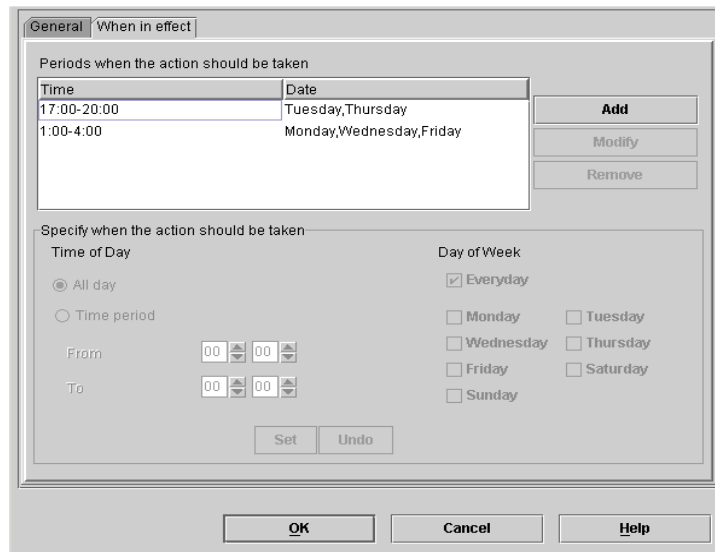 General When in effect
Periods when the action should be taken
Time Date
17:00-20:00 Tuesday,Thursday
1:00-4:00 Monday,Wednesday,Friday
Add
Modify
Remove
Specify when the action should be taken
Time of Day
All day
Time period
From 00 00
To 00 00
Day of Week
Everyday
Monday Tuesday
Wednesday Thursday
Friday Saturday
Sunday
Set Undo
OK Cancel Help